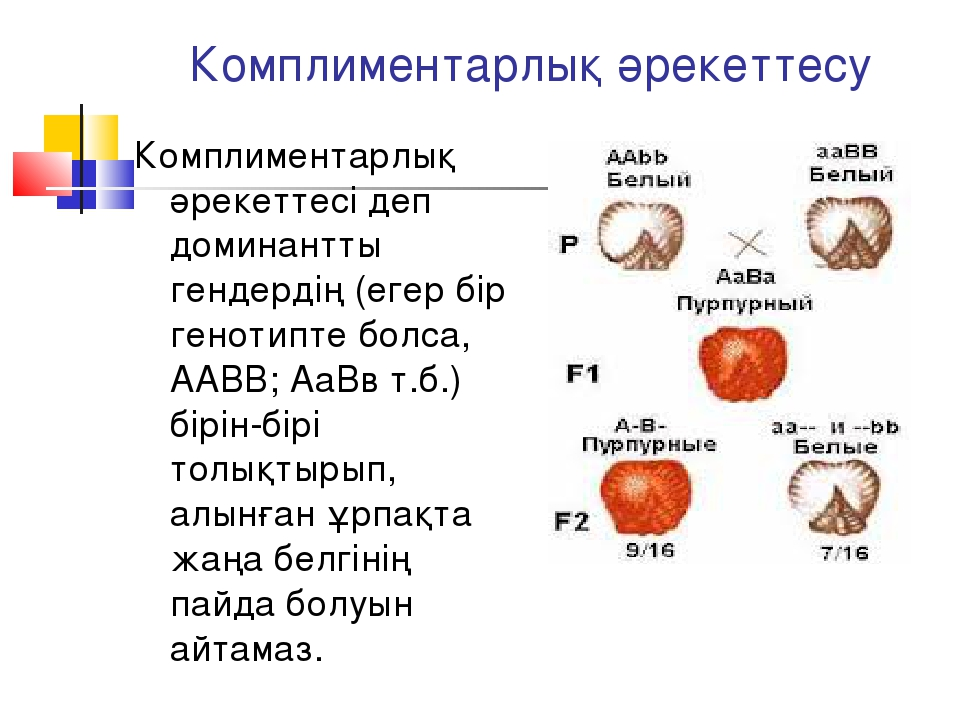 Комплиментарлық әрекеттесу
Комплиментарлық
әрекеттесі деп
доминантты
гендердің (егер бір
генотипте болса,
ААВВ; АаВв т.б.)
бірін-бірі
толықтырып,
алынған ұрпақта
жаңа белгінің
пайда болуын
айтамаз.
AAbb
Белый
aaBB
Белый
P
AaBa
Пурпурный
F1
A-B-
Пурпурные
aa-- и --bb
Белые
F2
9/16
7/16